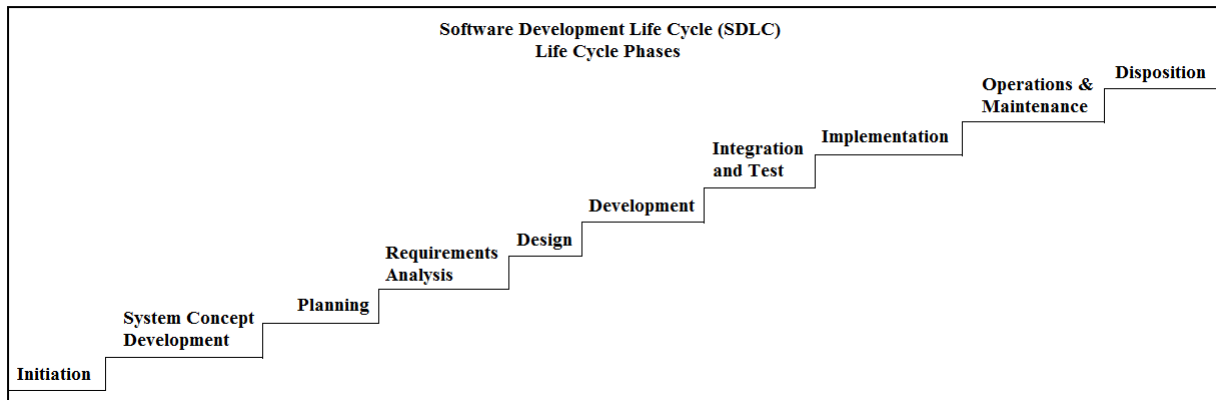 Software Development Life Cycle (SDLC)
Life Cycle Phases
Initiation
System Concept
Development
Planning
Requirements
Analysis
Design
Development
Integration
and Test
Implementation
Operations &
Maintenance
Disposition